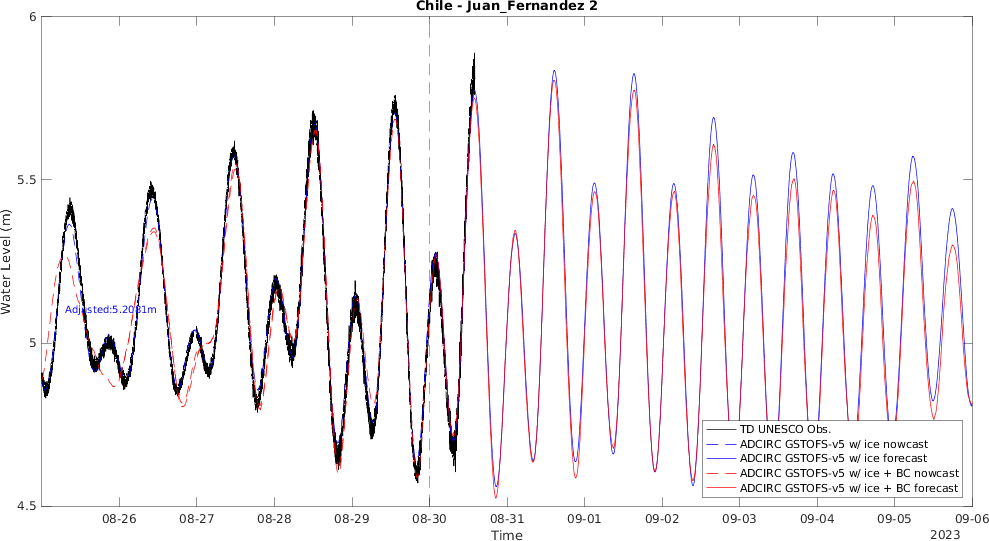 Chile - Juan_Fernandez 2
6
5.5
5
4.5
Water Level (m)
Adjusted:5.2081m
TD UNESCO Obs.
ADCIRC GSTOFS-v5 w/ ice nowcast
ADCIRC GSTOFS-v5 w/ ice forecast
ADCIRC GSTOFS-v5 w/ ice + BC nowcast
ADCIRC GSTOFS-v5 w/ ice + BC forecast
08-26 08-27 08-28 08-29 08-30 08-31 09-01 09-02 09-03 09-04 09-05 09-06
Time
2023